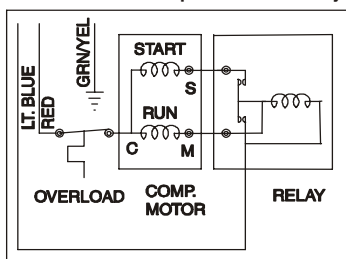 LT. BLUE
RED
GRN/YEL
START
S
RUN
C
M
OVERLOAD
COMP.
MOTOR
RELAY